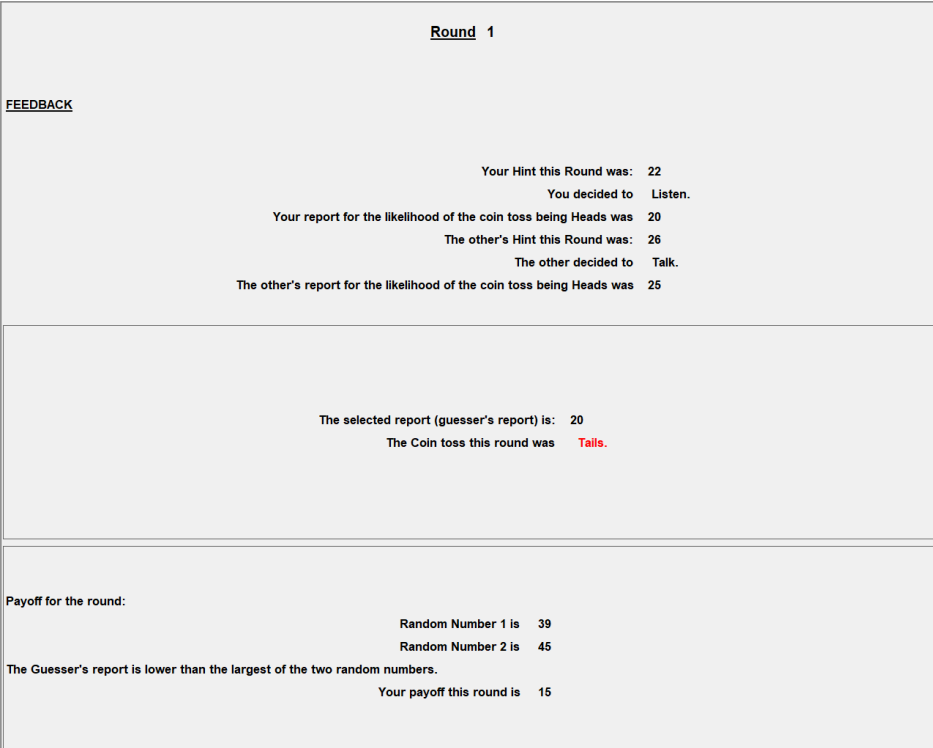 Round 1
FEEDBACK
Your Hint this Round was: 22
You decided to Listen.
Your report for the likelihood of the coin toss being Heads was 20
The other's Hint this Round was: 26
The other decided to Talk.
The other's report for the likelihood of the coin toss being Heads was 25
The selected report (guesser's report) is: 20
The Coin toss this round was Tails.
Payoff for the round:
Random Number 1 is 39
Random Number 2 is 45
The Guesser's report is lower than the largest of the two random numbers.
Your payoff this round is 15